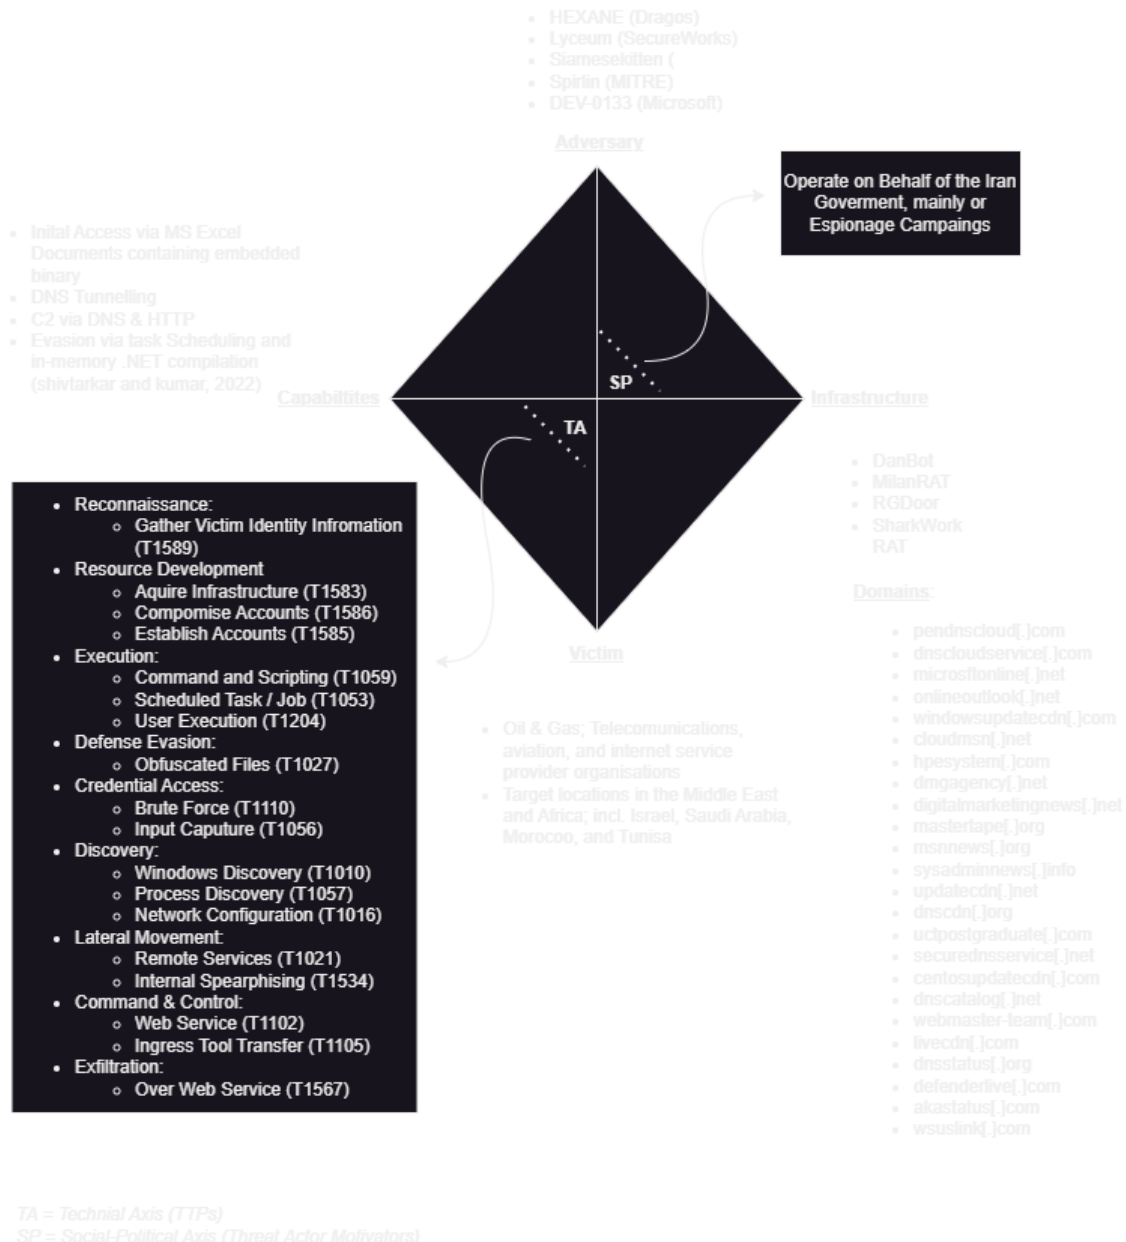 HEXANE (Dragos)
Lyceum (SecureWorks)
Siamesekitten (
Spirlin (MITRE)
DEV-0133 (Microsoft)
Adversary
Operate on Behalf of the Iran
Goverment, mainly or
Espionage Campaings
Inital Access via MS Excel
Documents containing embedded
binary
DNS Tunnelling
C2 via DNS & HTTP
Evasion via task Scheduling and
in-memory .NET compilation
(shivtarkar and kumar, 2022)
Capabiltites
SP
TA
Infrastructure
DanBot
MilanRAT
RGDoor
SharkWork
RAT
Reconnaissance:
Gather Victim Identity Infromation
(T1589)
Resource Development
Aquire Infrastructure (T1583)
Compomise Accounts (T1586)
Establish Accounts (T1585)
Execution:
Command and Scripting (T1059)
Scheduled Task / Job (T1053)
User Execution (T1204)
Defense Evasion:
Obfuscated Files (T1027)
Credential Access:
Brute Force (T1110)
Input Caputure (T1056)
Discovery:
Winodows Discovery (T1010)
Process Discovery (T1057)
Network Configuration (T1016)
Lateral Movement:
Remote Services (T1021)
Internal Spearphising (T1534)
Command & Control:
Web Service (T1102)
Ingress Tool Transfer (T1105)
Exfiltration:
Over Web Service (T1567)
Victim
Oil & Gas; Telecomunications,
aviation, and internet service
provider organisations
Target locations in the Middle East
and Africa; incl. Israel, Saudi Arabia,
Morocoo, and Tunisa
Domains:
pendnscloud[.]com
dnscloudservice[.]com
microsftonline[.]net
onlineoutlook[.]net
windowsupdatecdn[.]com
cloudmsn[.]net
hpesystem[.]com
dmgagency[.]net
digitalmarketingnews[.]net
mastertape[.]org
msnnews[.]org
sysadminnews[.]info
updatecdn[.]net
dnscdn[.]org
uctpostgraduate[.]com
securednsservice[.]net
centosupdatecdn[.]com
dnscatalog[.]net
webmaster-team[.]com
livecdn[.]com
dnsstatus[.]org
defenderlive[.]com
akastatus[.]com
wsuslink[.]com
TA = Technial Axis (TTPs)
SP = Social-Political Axis (Threat Actor Motivators)